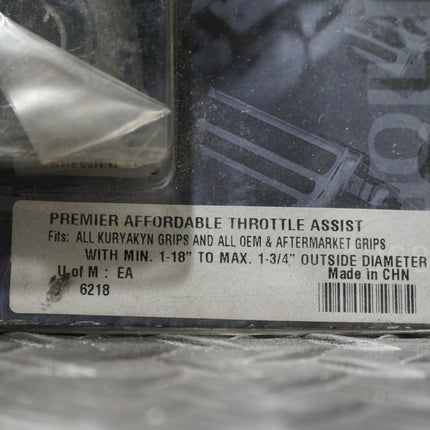 PREMIER AFFORDABLE THROTTLE ASSIST
Fits: ALL KURYAKYN GRIPS AND ALL OEM & AFTERMARKET GRIPS
WITH MIN. 1-18" TO MAX. 1-3/4" OUTSIDE DIAMETER
U of M : EA Made in CHN
6218